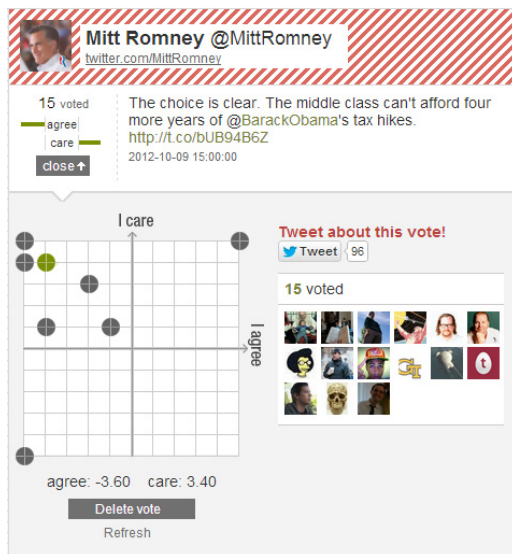 Mitt Romney @MittRomney
twitter.com/MittRomney
15 voted
agree
care
close
The choice is clear. The middle class can't afford four
more years of @BarackObama's tax hikes.
http://t.co/bUB94B6Z
2012-10-09 15:00:00
I care
I agree
agree: -3.60 care: 3.40
Delete vote
Refresh
Tweet about this vote!
Tweet 96
15 voted
GT
t